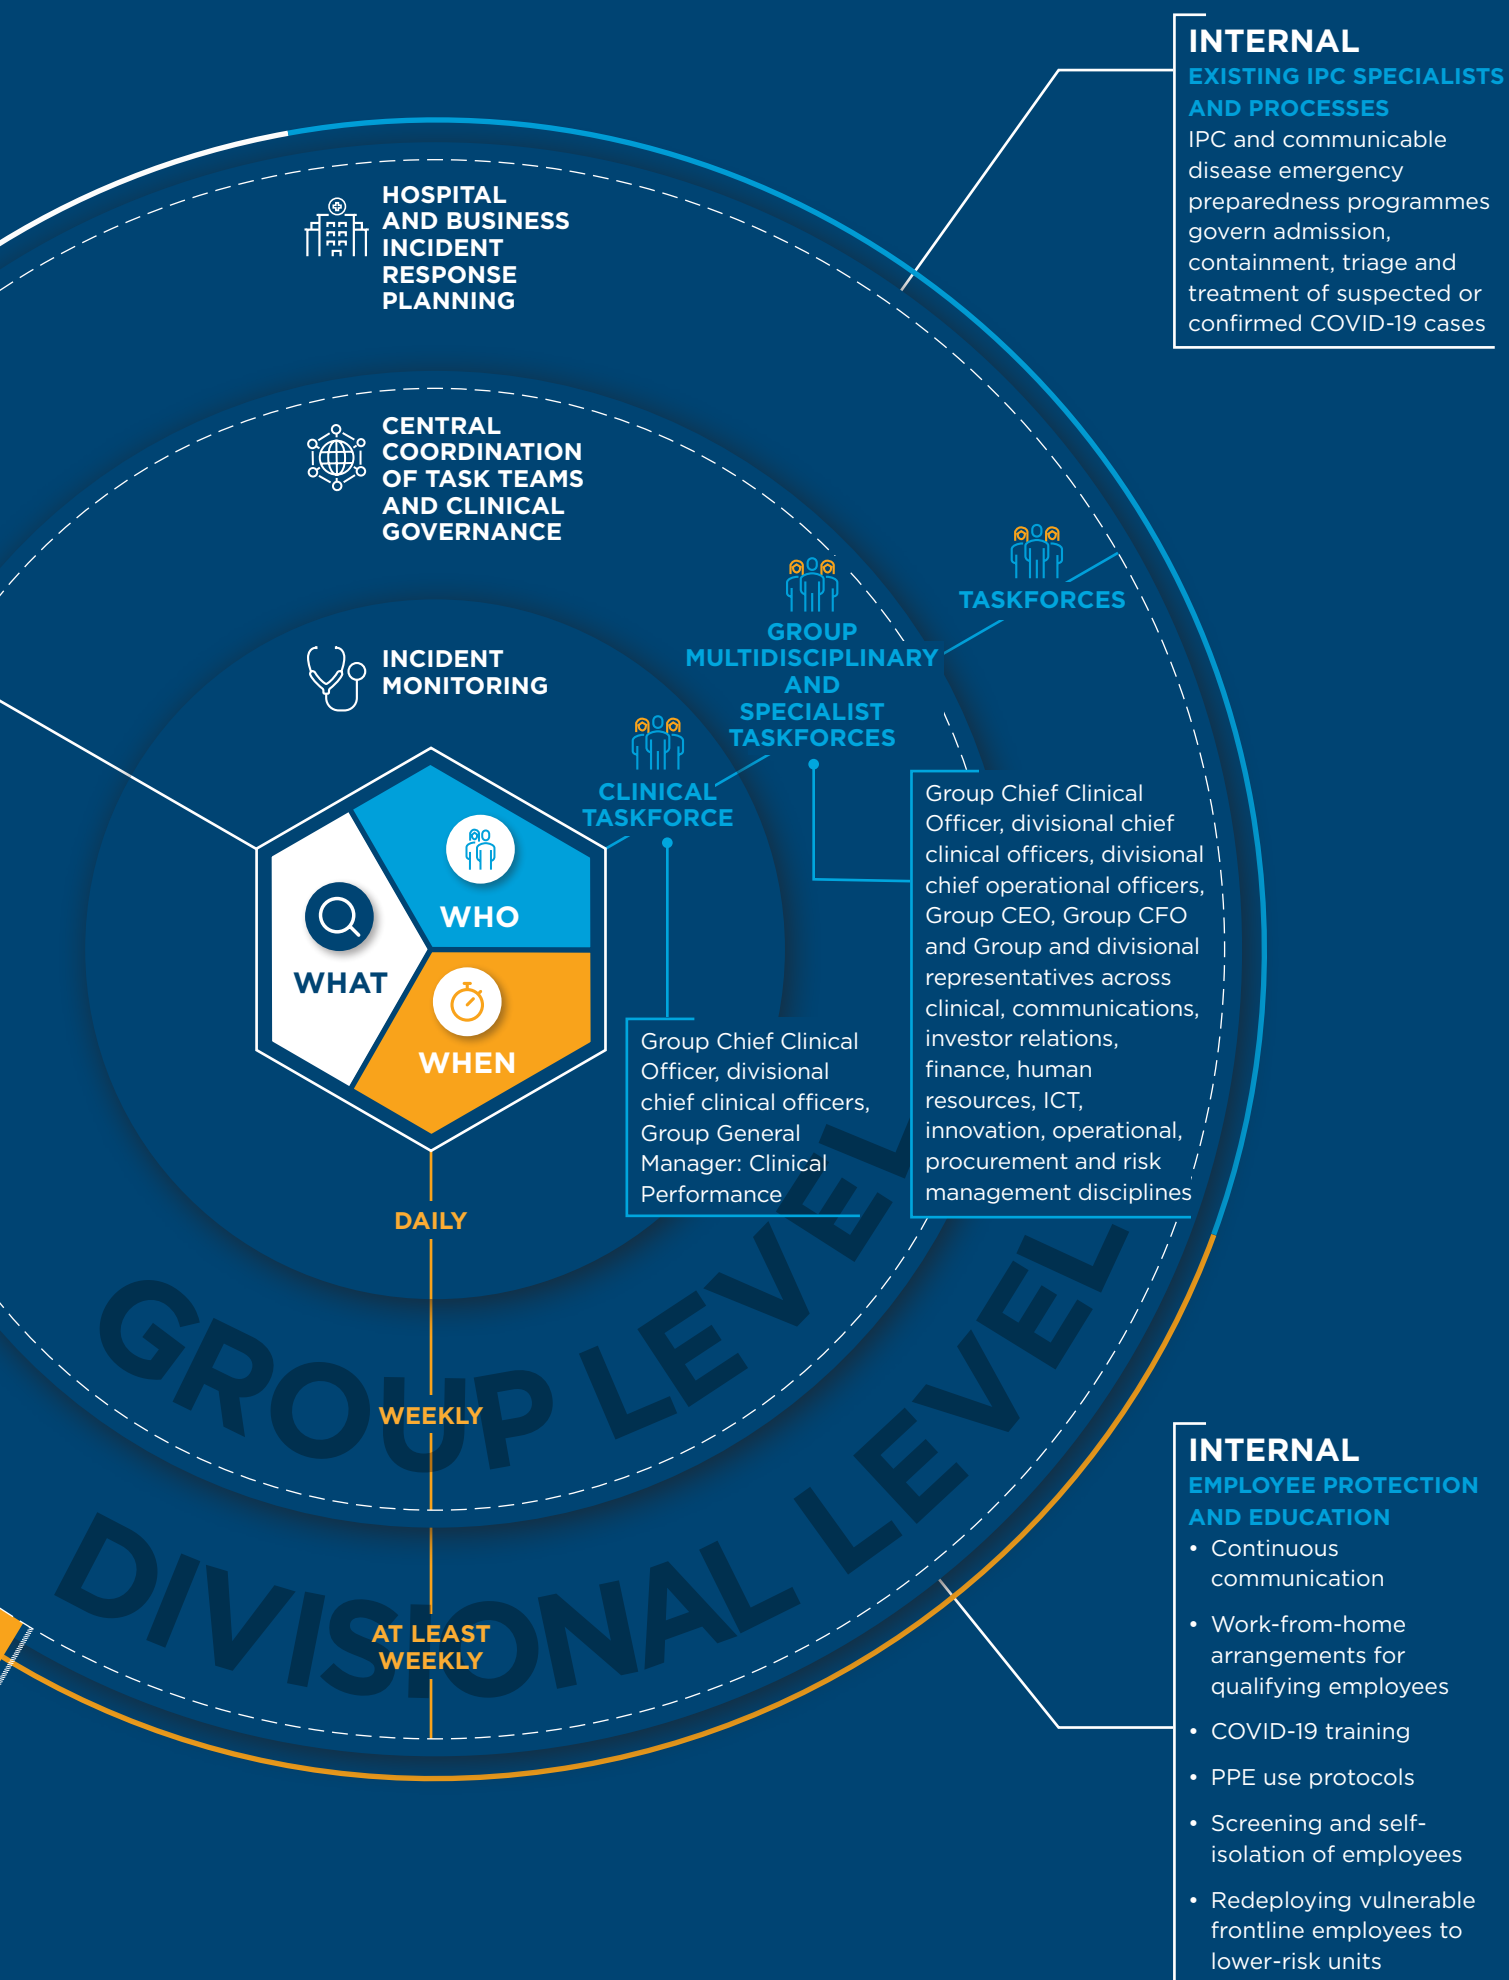 INTERNAL
EXISTING IPC SPECIALISTS
AND PROCESSES
IPC and communicable
disease emergency
preparedness programmes
govern admission,
containment, triage and
treatment of suspected or
confirmed COVID-19 cases
HOSPITAL
AND BUSINESS
INCIDENT
RESPONSE
PLANNING
CENTRAL
COORDINATION
OF TASK TEAMS
AND CLINICAL
GOVERNANCE
INCIDENT
MONITORING
TASKFORCES
GROUP
MULTIDISCIPLINARY
AND
SPECIALIST
TASKFORCES
CLINICAL
TASKFORCE
WHO
WHAT
WHEN
Group Chief Clinical
Officer, divisional chief
clinical officers, divisional
chief operational officers,
Group CEO, Group CFO
and Group and divisional
representatives across
clinical, communications,
investor relations,
finance, human
resources, ICT,
innovation, operational,
procurement and risk
management disciplines
Group Chief Clinical
Officer, divisional
chief clinical officers,
Group General
Manager: Clinical
Performance
DAILY
GROUP LEVEL
WEEKLY
DIVISIONAL LEVEL
AT LEAST
WEEKLY
INTERNAL
EMPLOYEE PROTECTION
AND EDUCATION
• Continuous
communication
• Work-from-home
arrangements for
qualifying employees
• COVID-19 training
• PPE use protocols
• Screening and self-
isolation of employees
• Redeploying vulnerable
frontline employees to
lower-risk units